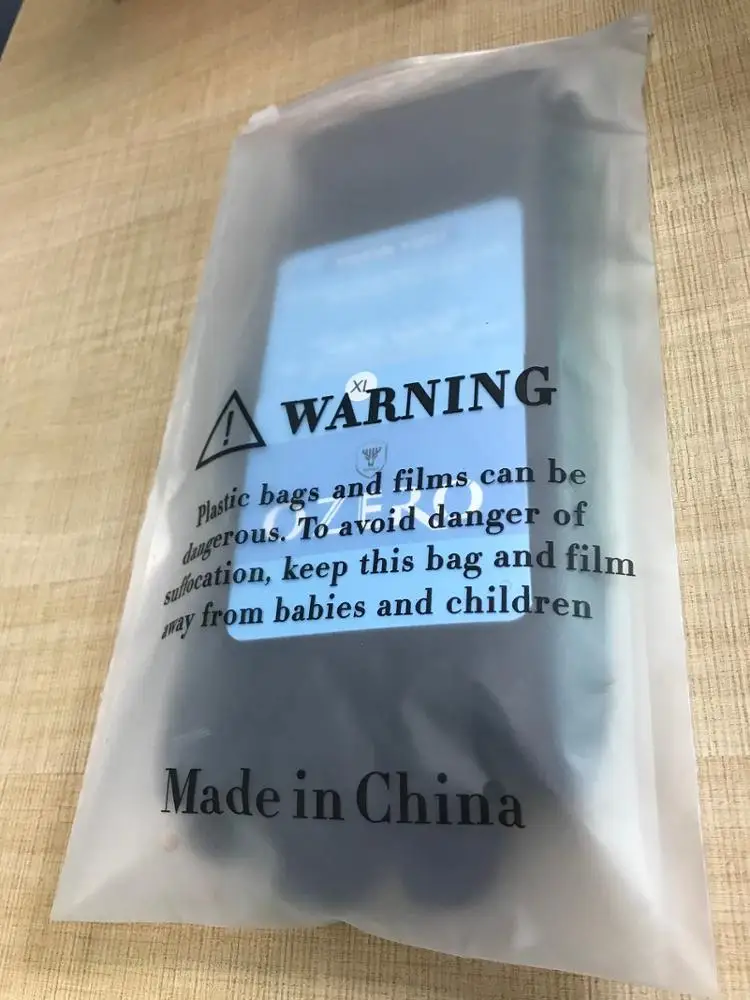 XL
WARNING
OZERO
Plastic bags and films can be
dangerous. To avoid danger of
suffocation, keep this bag and film
away from babies and children
Made in China